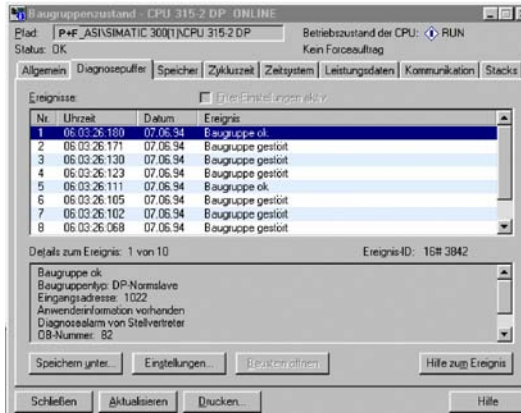 Baugruppenzustand - CPU 315-2 DP ONLINE
Pfad: P+F_ASI\SIMATIC 300(1)\CPU 315-2 DP Betriebszustand der CPU: RUN
Status: OK Kein Forceauftrag
Allgemein Diagnosepuffer Speicher Zykluszeit Zeitsystem Leistungsdaten Kommunikation Stacks
Ereignisse:
Nr. Uhrzeit Datum Ereignis
1 06:03:26:180 07.06.94 Baugruppe ok
2 06:03:26:171 07.06.94 Baugruppe gestört
3 06:03:26:130 07.06.94 Baugruppe gestört
4 06:03:26:123 07.06.94 Baugruppe gestört
5 06:03:26:111 07.06.94 Baugruppe ok
6 06:03:26:105 07.06.94 Baugruppe gestört
7 06:03:26:102 07.06.94 Baugruppe gestört
8 06:03:26:068 07.06.94 Baugruppe gestört
Details zum Ereignis: 1 von 10 Ereignis-ID: 16# 3842
Baugruppe ok
Baugruppentyp: DP-Normslave
Eingangsadresse: 1022
Anwenderinformation vorhanden
Diagnosealarm von Stellvertreter
OB-Nummer: 82
Speichern unter... Einstellungen... Baustein öffnen Hilfe zum Ereignis
Schließen Aktualisieren Drucken... Hilfe